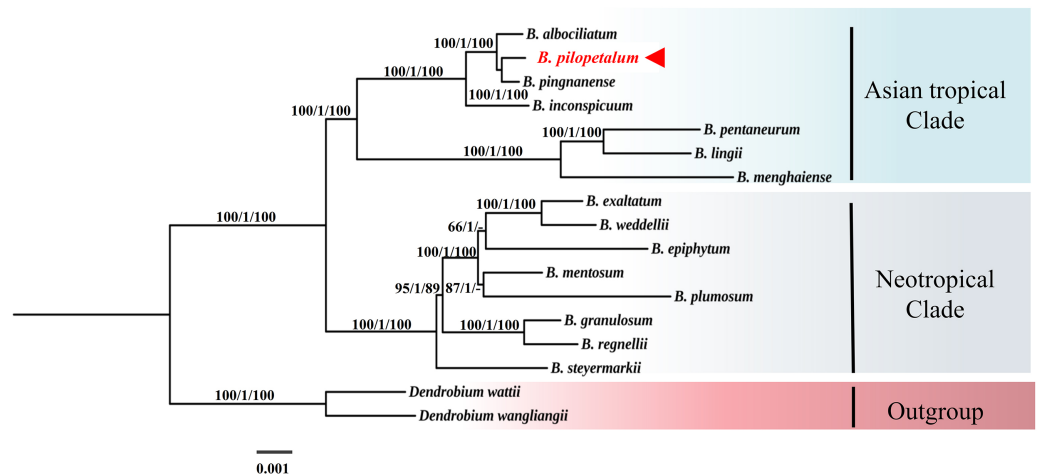 B. albociliatum
100/1/100
B. pilopetalum
100/1/100
B. pingnanense
100/1/100
B. inconspicuum
100/1/100
Asian tropical
Clade
B. pentaneurum
100/1/100
100/1/100
B. lingii
B. menghaiense
B. exaltatum
100/1/100
100/1/100
B. weddellii
66/1/-
B. epiphytum
100/1/100
B. mentosum
95/1/89
87/1/-
B. plumosum
Neotropical
Clade
B. granulosum
100/1/100
100/1/100
B. regnellii
B. steyermarkii
Dendrobium wattii
100/1/100
Dendrobium wangliangii
Outgroup
0.001